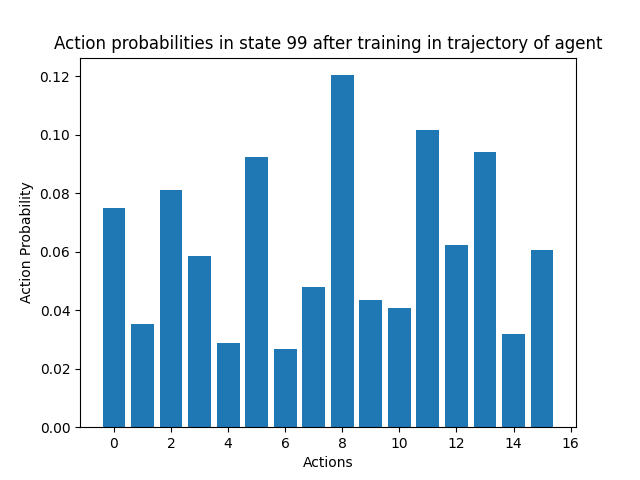 Action probabilities in state 99 after training in trajectory of agent
0.12
0.10
0.08
0.06
0.04
0.02
0.00
Action Probability
0 2 4 6 8 10 12 14 16
Actions